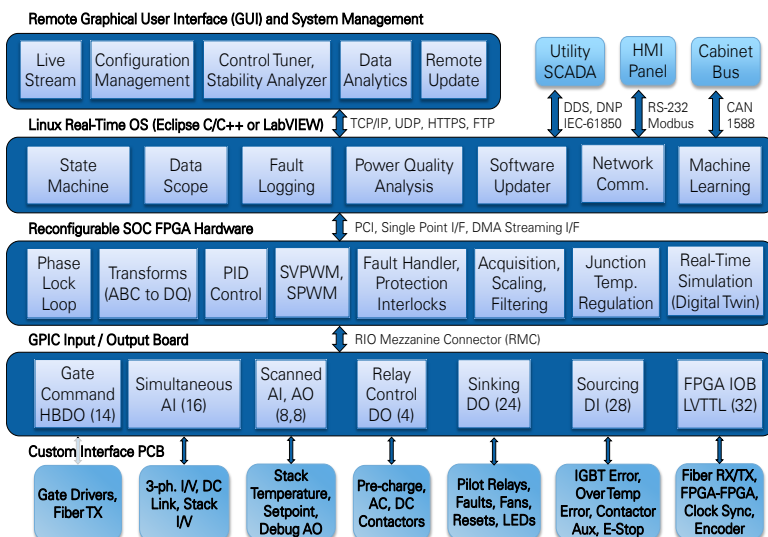 Remote Graphical User Interface (GUI) and System Management
Live
Stream
Configuration
Management
Control Tuner,
Stability Analyzer
Data
Analytics
Remote
Update
Utility
SCADA
HMI
Panel
Cabinet
Bus
DDS, DNP
IEC-61850
RS-232
Modbus
CAN
1588
Linux Real-Time OS (Eclipse C/C++ or LabVIEW)
TCP/IP, UDP, HTTPS, FTP
State
Machine
Data
Scope
Fault
Logging
Power Quality
Analysis
Software
Updater
Network
Comm.
Machine
Learning
Reconfigurable SOC FPGA Hardware
PCI, Single Point I/F, DMA Streaming I/F
Phase
Lock
Loop
Transforms
(ABC to DQ)
PID
Control
SVPWM,
SPWM
Fault Handler,
Protection
Interlocks
Acquisition,
Scaling,
Filtering
Junction
Temp.
Regulation
Real-Time
Simulation
(Digital Twin)
GPIC Input / Output Board
RIO Mezzanine Connector (RMC)
Gate
Command
HBDO (14)
Simultaneous
AI (16)
Scanned
AI, AO
(8,8)
Relay
Control
DO (4)
Sinking
DO (24)
Sourcing
DI (28)
FPGA IOB
LVTTL (32)
Custom Interface PCB
Gate Drivers,
Fiber TX
3-ph. I/V, DC
Link, Stack
I/V
Stack
Temperature,
Setpoint,
Debug AO
Pre-charge,
AC, DC
Contactors
Pilot Relays,
Faults, Fans,
Resets, LEDs
IGBT Error,
Over Temp
Error, Contactor
Aux, E-Stop
Fiber RX/TX,
FPGA-FPGA,
Clock Sync,
Encoder